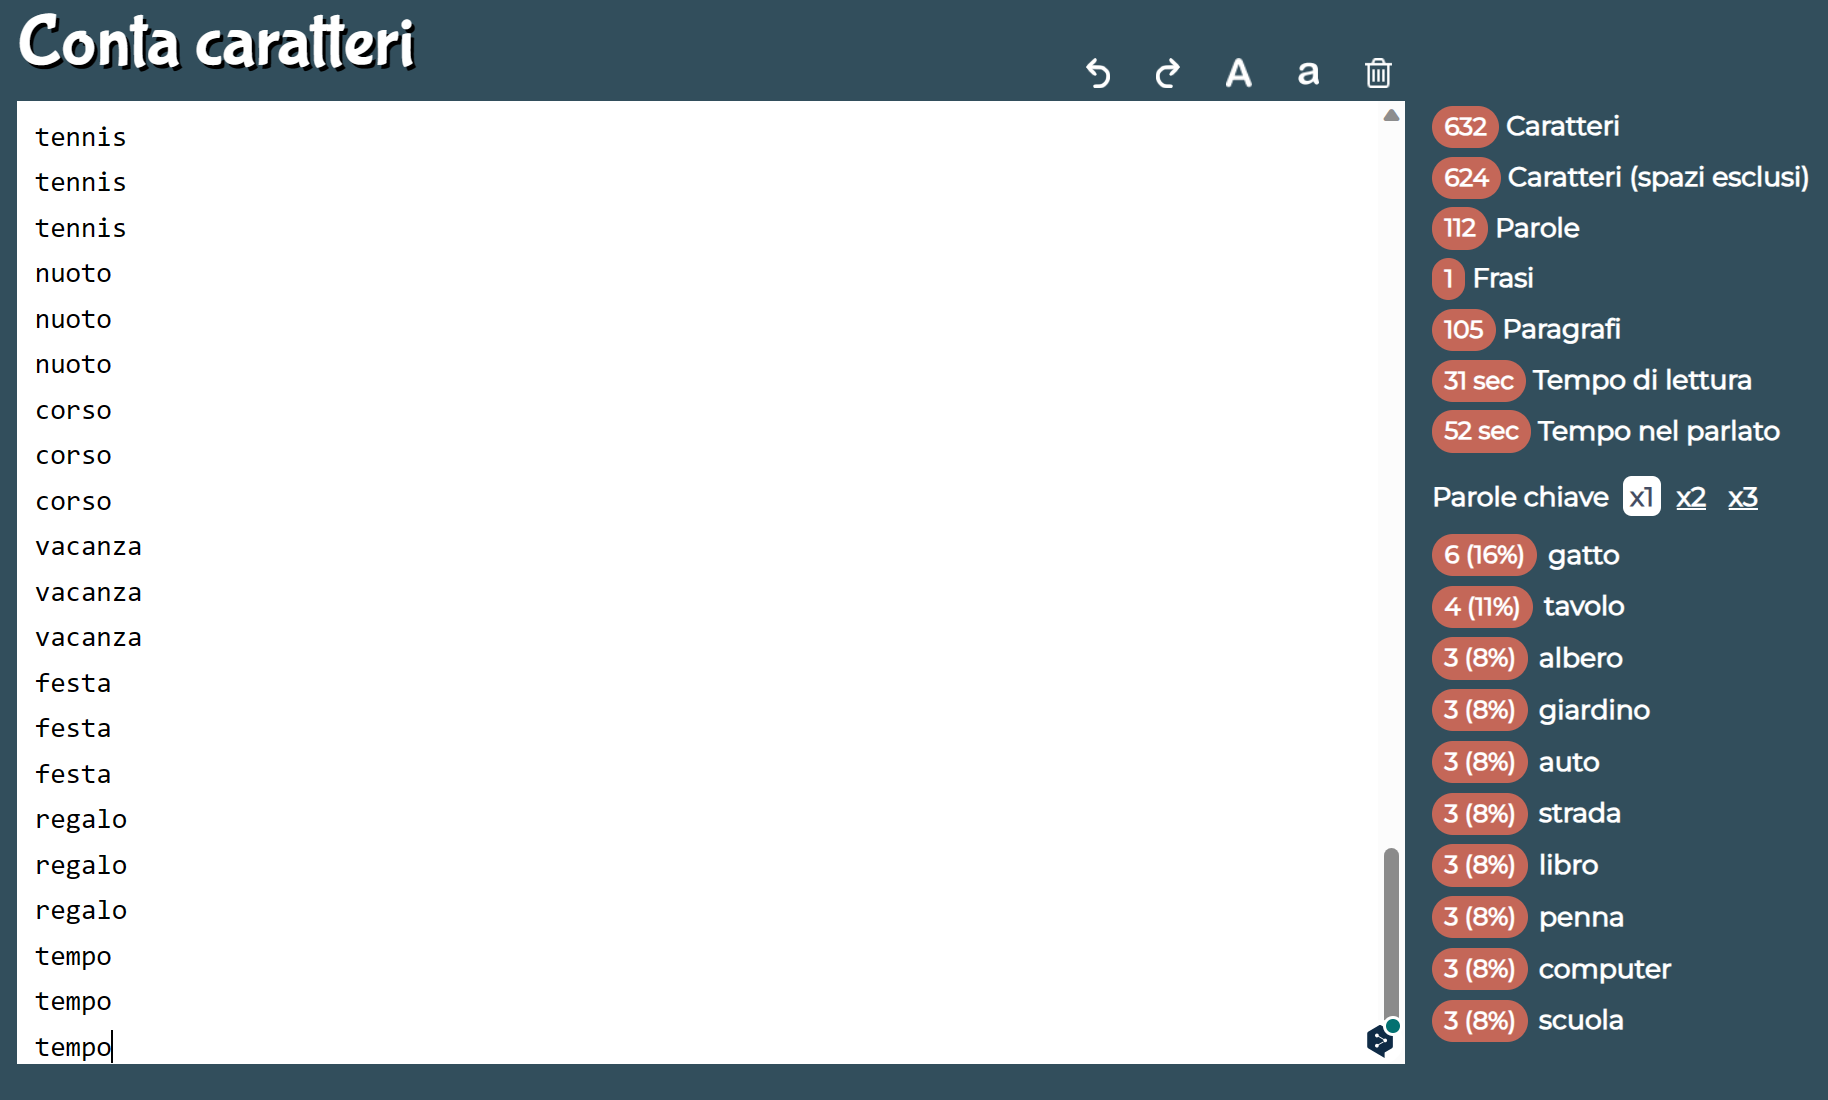 Conta caratteri
A a
tennis
tennis
tennis
nuoto
nuoto
nuoto
corso
corso
corso
vacanza
vacanza
vacanza
festa
festa
festa
regalo
regalo
regalo
tempo
tempo
tempo
632 Caratteri
624 Caratteri (spazi esclusi)
112 Parole
1 Frasi
105 Paragrafi
31 sec Tempo di lettura
52 sec Tempo nel parlato
Parole chiave x1 x2 x3
6 (16%) gatto
4 (11%) tavolo
3 (8%) albero
3 (8%) giardino
3 (8%) auto
3 (8%) strada
3 (8%) libro
3 (8%) penna
3 (8%) computer
3 (8%) scuola